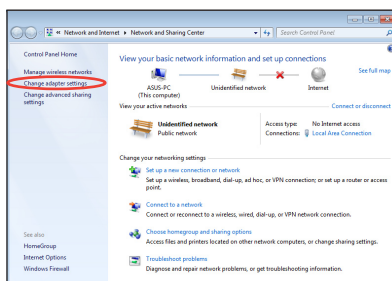 Network and Internet ▸ Network and Sharing Center
Search Control Panel
Control Panel Home
Manage wireless networks
Change adapter settings
Change advanced sharing
settings
View your basic network information and set up connections
See full map
ASUS-PC
(This computer)
Unidentified network
Internet
View your active networks
Connect or disconnect
Unidentified network
Public network
Access type: No Internet access
Connections: Local Area Connection
Change your networking settings
Set up a new connection or network
Set up a wireless, broadband, dial-up, ad hoc, or VPN connection; or set up a router or access
point.
Connect to a network
Connect or reconnect to a wireless, wired, dial-up, or VPN network connection.
Choose homegroup and sharing options
Access files and printers located on other network computers, or change sharing settings.
Troubleshoot problems
Diagnose and repair network problems, or get troubleshooting information.
See also
HomeGroup
Internet Options
Windows Firewall